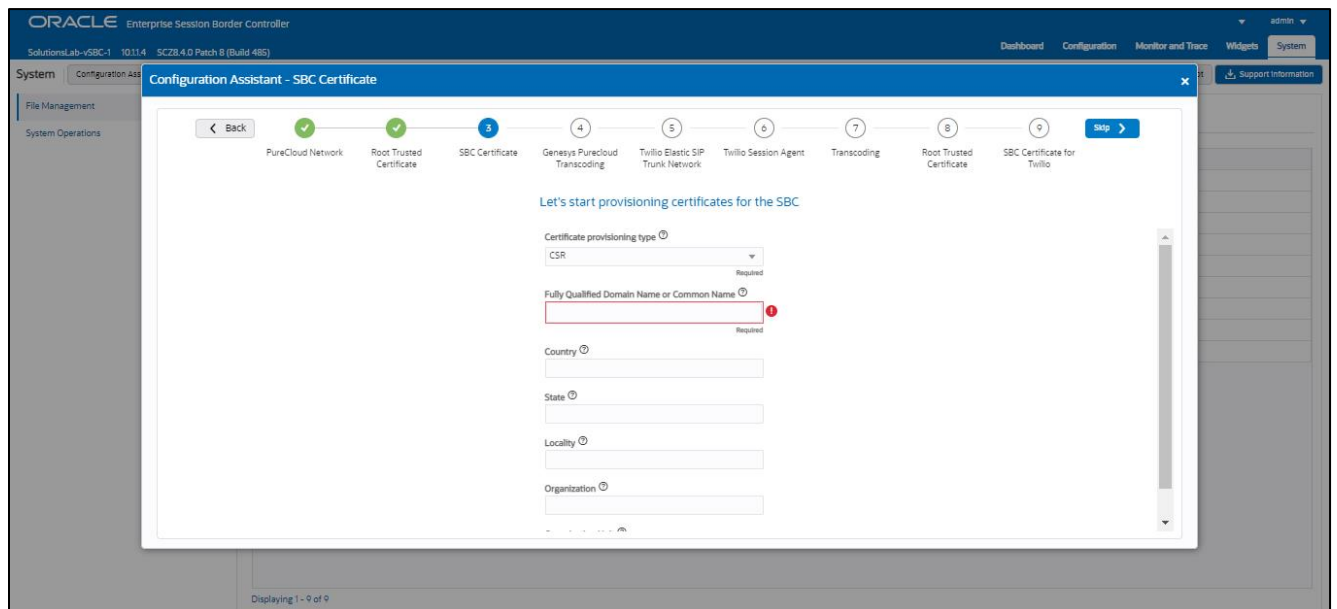 ORACLE Enterprise Session Border Controller
admin
SolutionsLab-vSBC-1 10.1.1.4 SCZ8.4.0 Patch 8 (Build 485)
Dashboard Configuration Monitor and Trace Widgets System
System Configuration Ass
Support Information
Configuration Assistant - SBC Certificate
File Management
System Operations
Back 3 4 5 6 7 8 9 Skip
PureCloud Network
Root Trusted Certificate
SBC Certificate
Genesys Purecloud Transcoding
Twilio Elastic SIP Trunk Network
Twilio Session Agent
Transcoding
Root Trusted Certificate
SBC Certificate for Twilio
Let's start provisioning certificates for the SBC
Certificate provisioning type
CSR
Required
Fully Qualified Domain Name or Common Name
Required
Country
State
Locality
Organization
Displaying 1 - 9 of 9